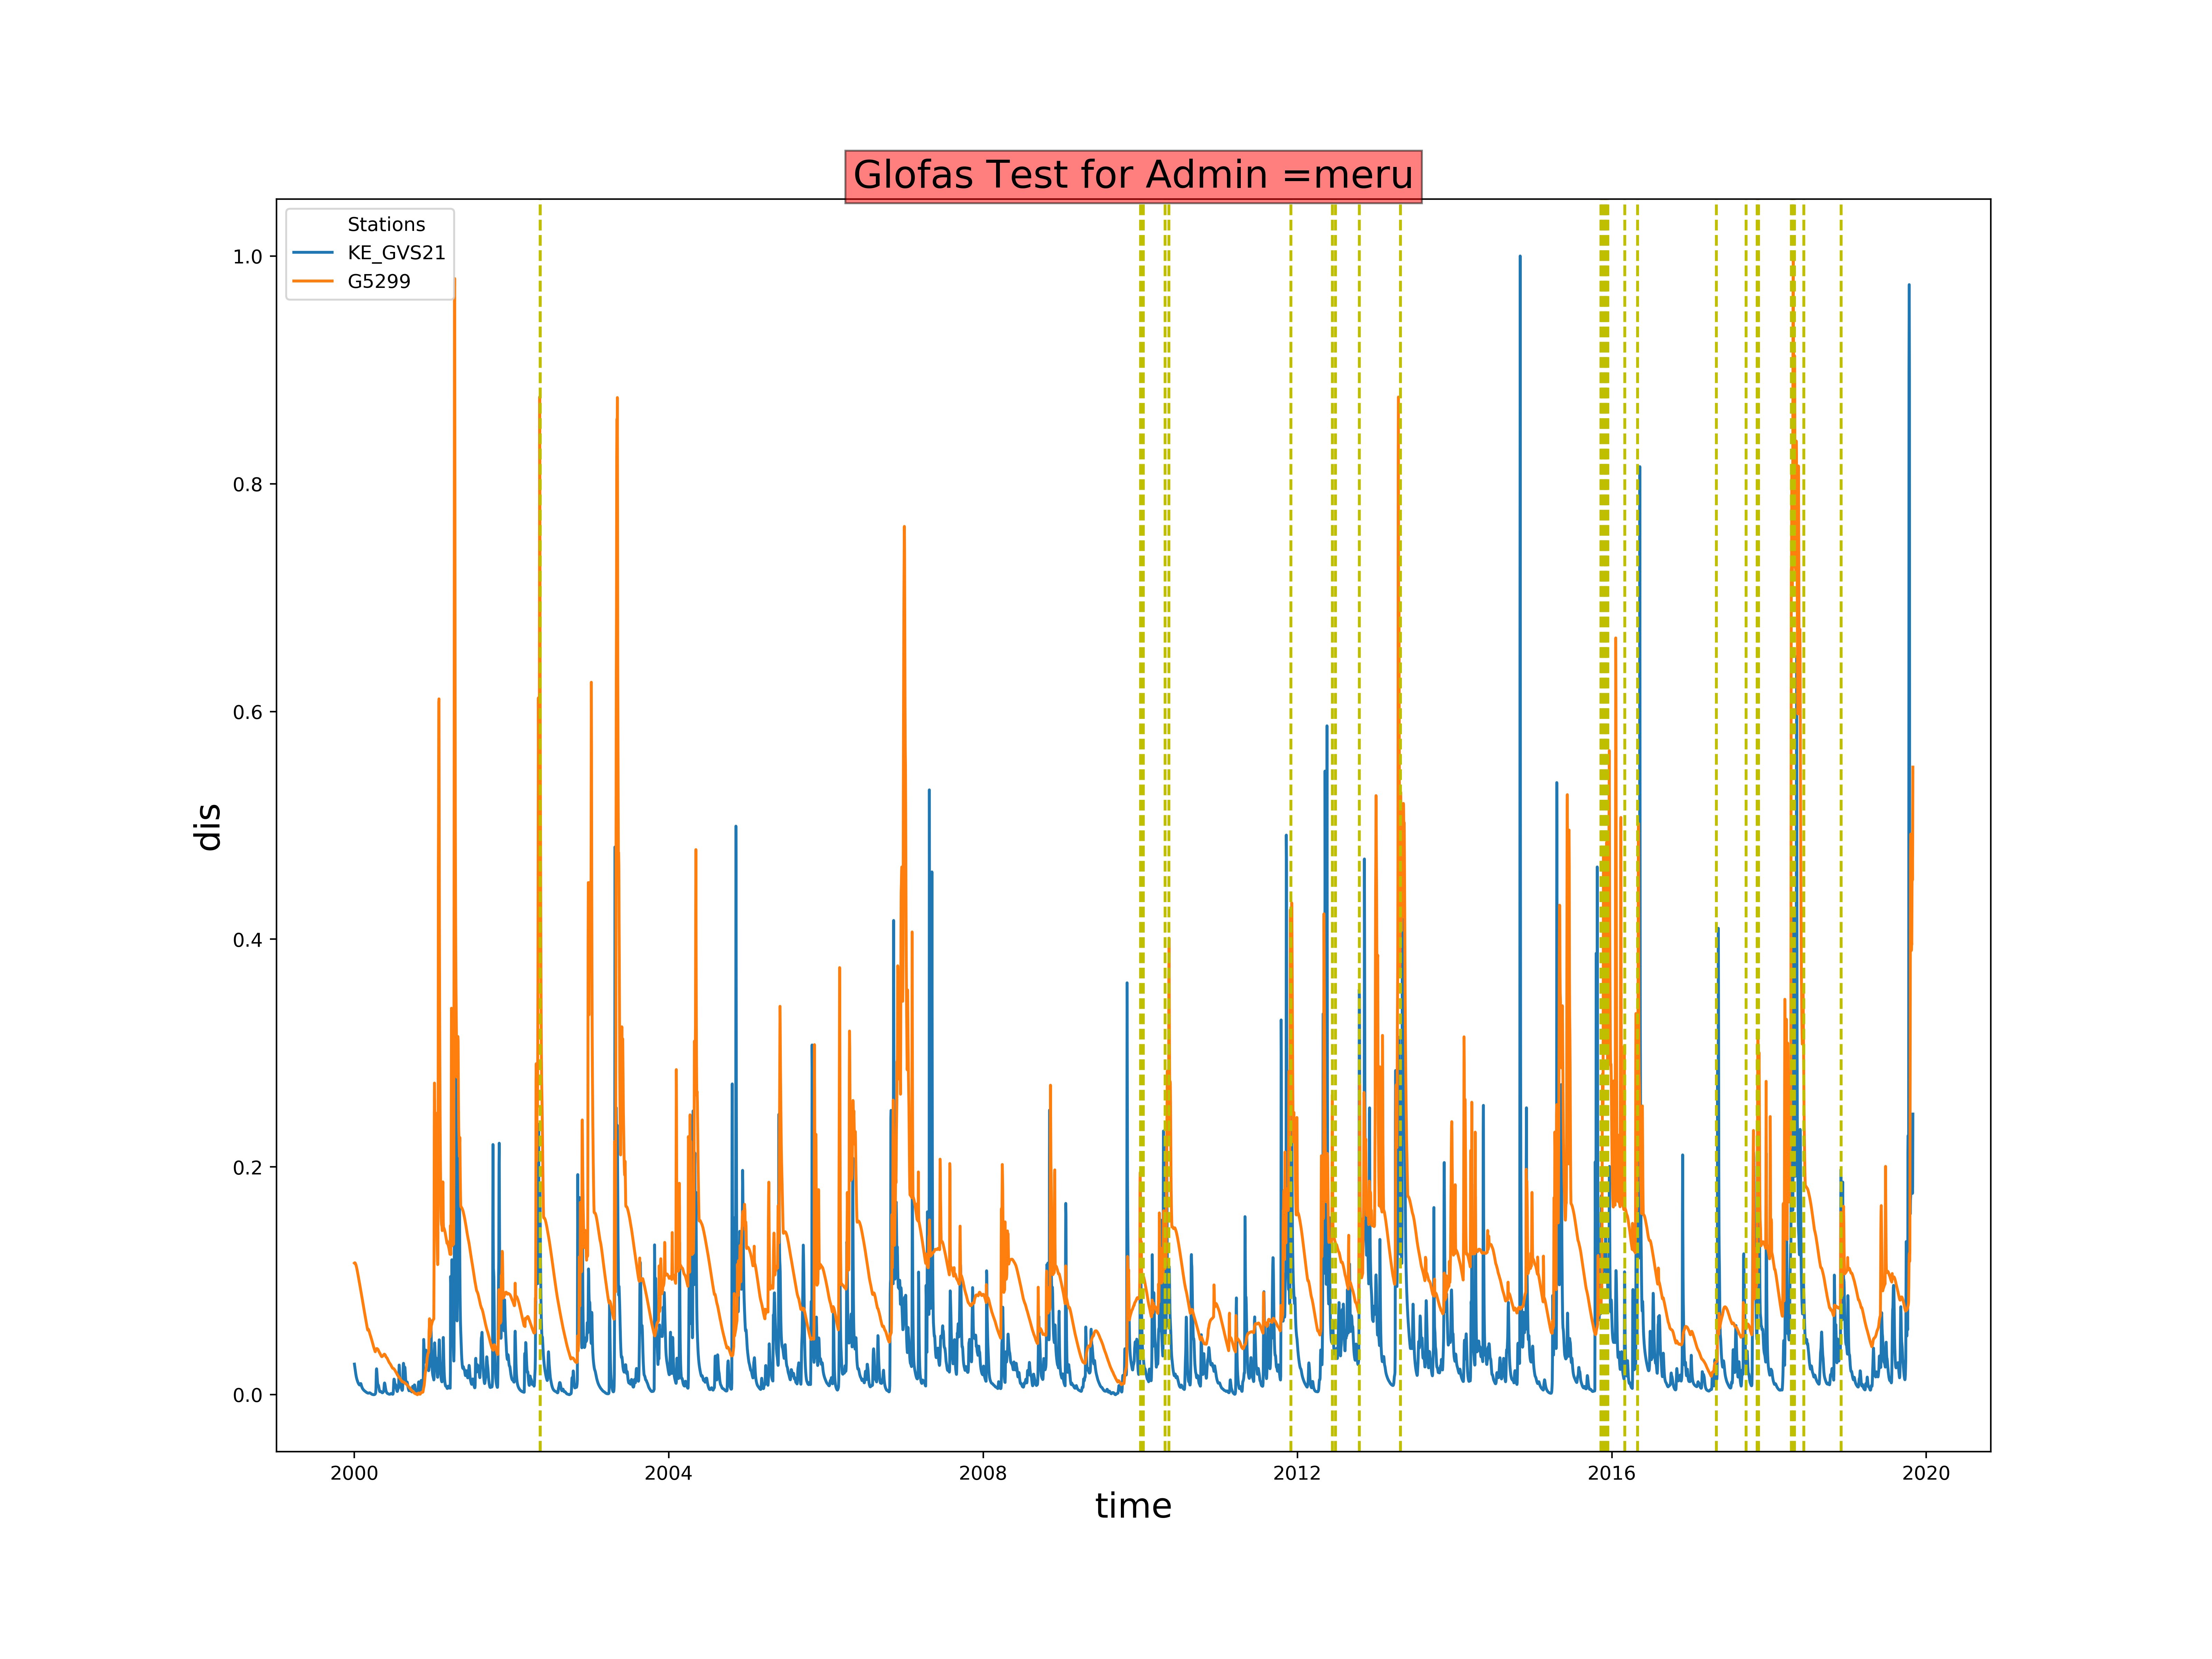 Glofas Test for Admin =meru
Stations
KE_GVS21
G5299
1.0
0.8
0.6
0.4
0.2
0.0
dis
2000
2004
2008
2012
2016
2020
time